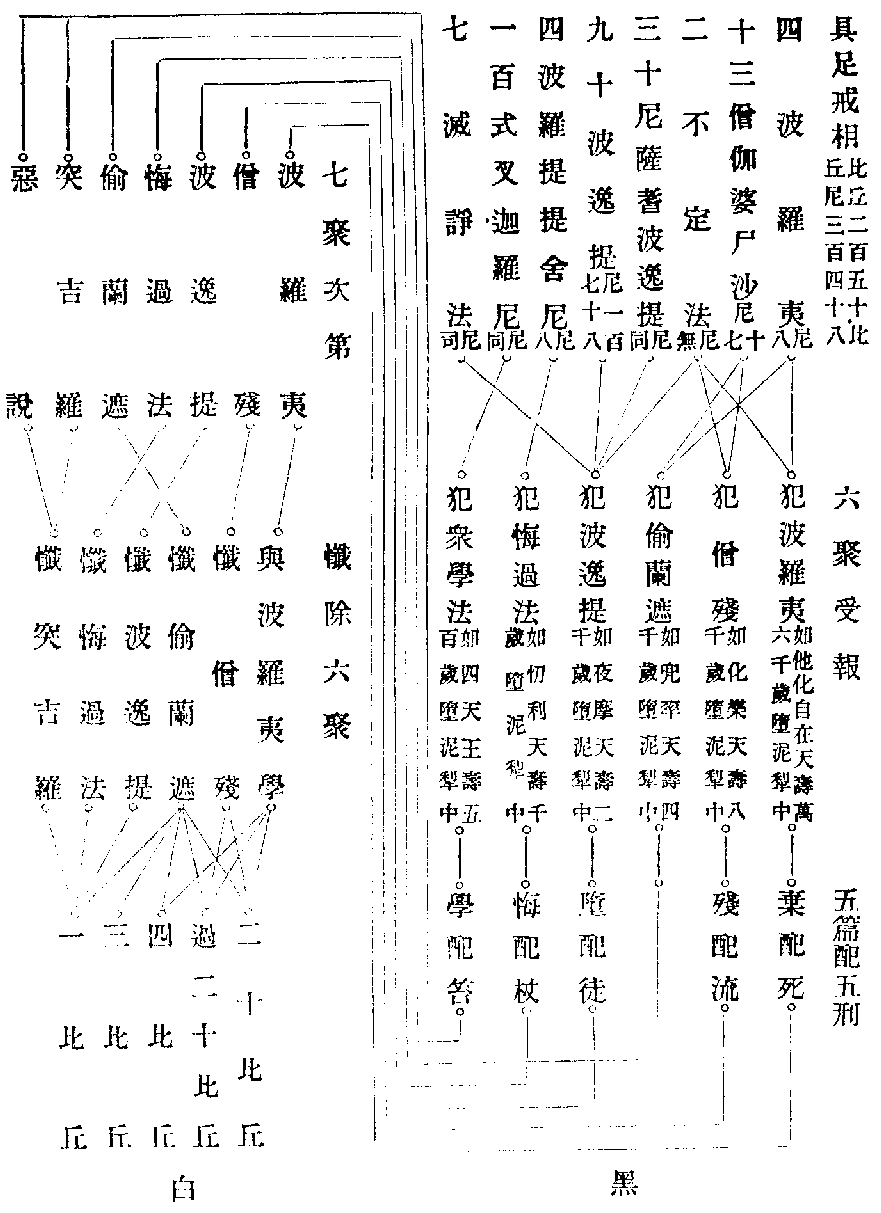 具足戒相比丘二百五十比丘尼三百四十八
四波羅夷尼八
十三僧伽婆尸沙尼十七
二不定法尼無
三十尼薩耆波逸提尼同
九十波逸提尼一百七十八
四波羅提提舍尼尼八
一百式叉迦羅尼尼同
七滅諍法尼同
六聚受報
犯波羅夷如他化自在天壽萬六千歲墮泥犁中
犯僧殘如化樂天壽八千歲墮泥犁中
犯偷蘭遮如兜率天壽四千歲墮泥犁中
犯波逸提如夜摩天壽二千歲墮泥犁中
犯悔過法如忉利天壽千歲墮泥犁中
犯衆學法如四天王壽五百歲墮泥犁中
五篇配五刑
棄配死
殘配流
墮配徒
悔配杖
學配笞
黑
七聚次第
波羅夷
僧殘
波逸提
悔過法
偷蘭遮
突吉羅
惡說
懺除六聚
與波羅夷學
懺僧殘
懺偷蘭遮
懺波逸提
懺悔過法
懺突吉羅
二十比丘
過二十比丘
四比丘
三比丘
一比丘
白